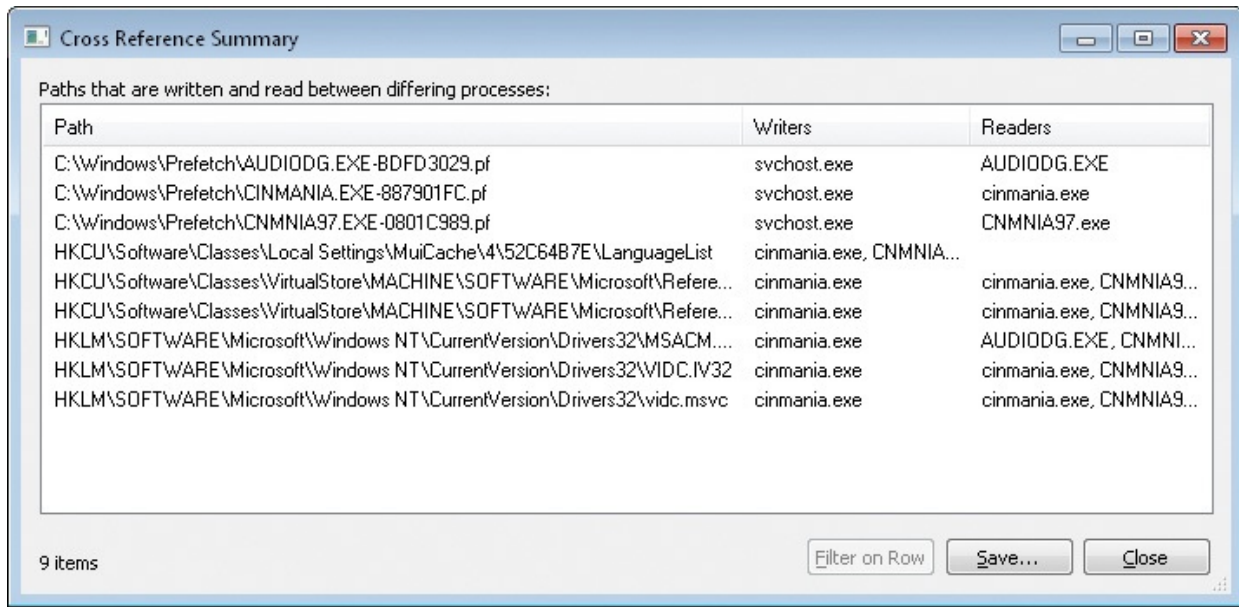 Cross Reference Summary
Paths that are written and read between differing processes:
Path Writers Readers
C:\Windows\Prefetch\AUDIODG.EXE-BDFD3029.pf svchost.exe AUDIODG.EXE
C:\Windows\Prefetch\CINMANIA.EXE-887901FC.pf svchost.exe cinmania.exe
C:\Windows\Prefetch\CNMNIA97.EXE-0801C989.pf svchost.exe CNMNIA97.exe
HKCU\Software\Classes\Local Settings\MuiCache\4\52C64B7E\LanguageList cinmania.exe, CNMNIA...
HKCU\Software\Classes\VirtualStore\MACHINE\SOFTWARE\Microsoft\Refere... cinmania.exe cinmania.exe, CNMNIA9...
HKCU\Software\Classes\VirtualStore\MACHINE\SOFTWARE\Microsoft\Refere... cinmania.exe cinmania.exe, CNMNIA9...
HKLM\SOFTWARE\Microsoft\Windows NT\CurrentVersion\Drivers32\MSACM.... cinmania.exe AUDIODG.EXE, CNMNI...
HKLM\SOFTWARE\Microsoft\Windows NT\CurrentVersion\Drivers32\VIDC.IV32 cinmania.exe cinmania.exe, CNMNIA9...
HKLM\SOFTWARE\Microsoft\Windows NT\CurrentVersion\Drivers32\vidc.msvc cinmania.exe cinmania.exe, CNMNIA9...
9 items Filter on Row Save... Close